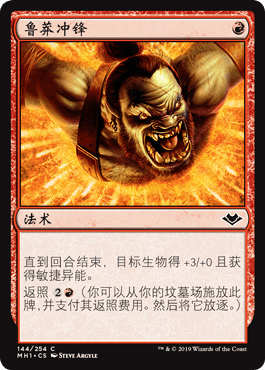 鲁莽冲锋
法术
直到回合结束，目标生物得 +3/+0 且获
得敏捷异能。
返照 2（你可以从你的坟墓场施放此
牌，并支付其返照费用。然后将它放逐。）
144/254 C
MH1 • CS STEVE ARGYLE
™ & © 2019 Wizards of the Coast